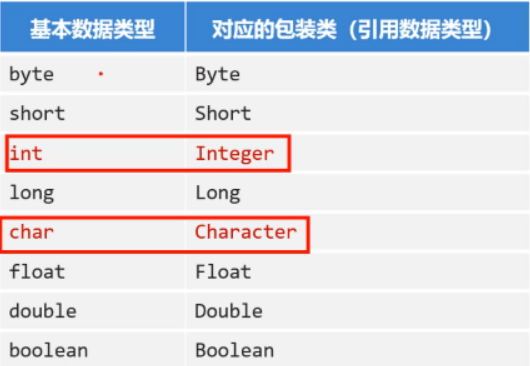 基本数据类型 对应的包装类（引用数据类型）
byte Byte
short Short
int Integer
long Long
char Character
float Float
double Double
boolean Boolean